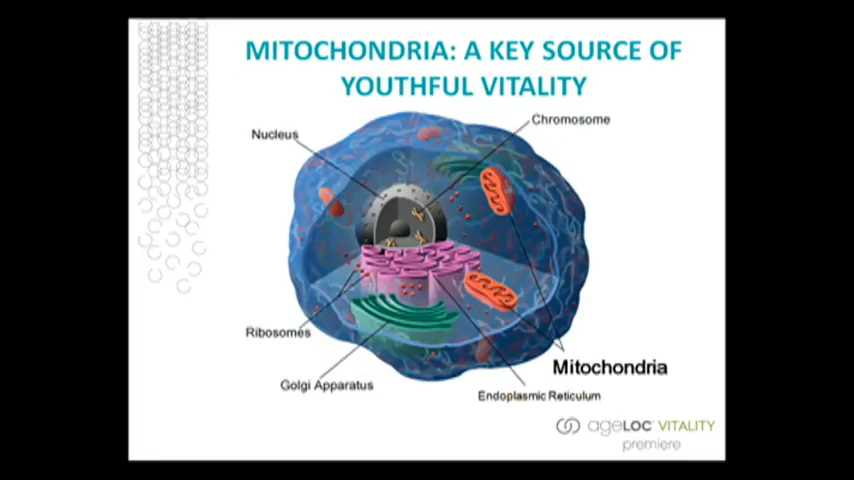 MITOCHONDRIA: A KEY SOURCE OF
YOUTHFUL VITALITY
Chromosome
Nucleus
Ribosomes
Mitochondria
Golgi Apparatus
Endoplasmic Reticulum
ageLOC VITALITY
premiere